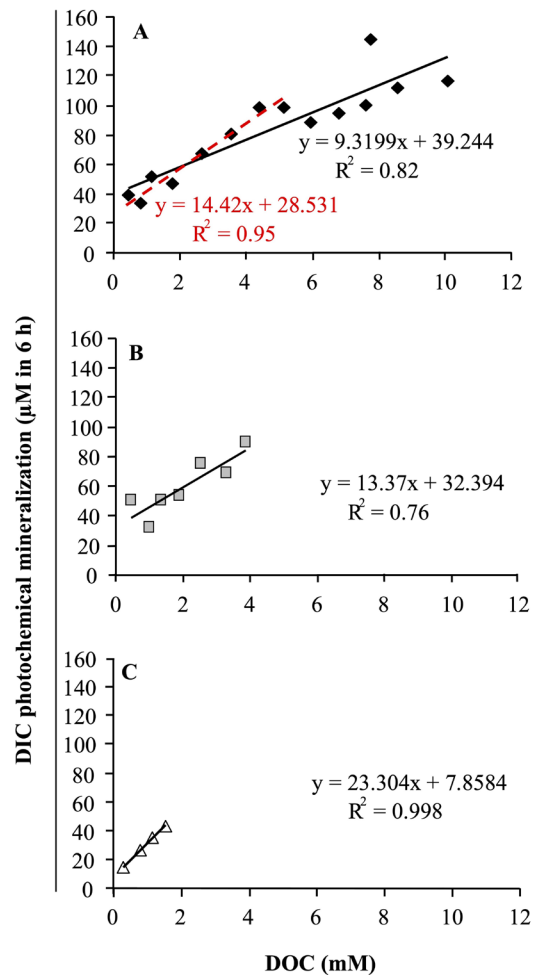 DIC photochemical mineralization (µM in 6 h)
A
160
140
120
100
80
60
40
20
0
y = 9.3199x + 39.244
R² = 0.82
y = 14.42x + 28.531
R² = 0.95
0 2 4 6 8 10 12
B
160
140
120
100
80
60
40
20
0
y = 13.37x + 32.394
R² = 0.76
0 2 4 6 8 10 12
C
160
140
120
100
80
60
40
20
0
y = 23.304x + 7.8584
R² = 0.998
0 2 4 6 8 10 12
DOC (mM)